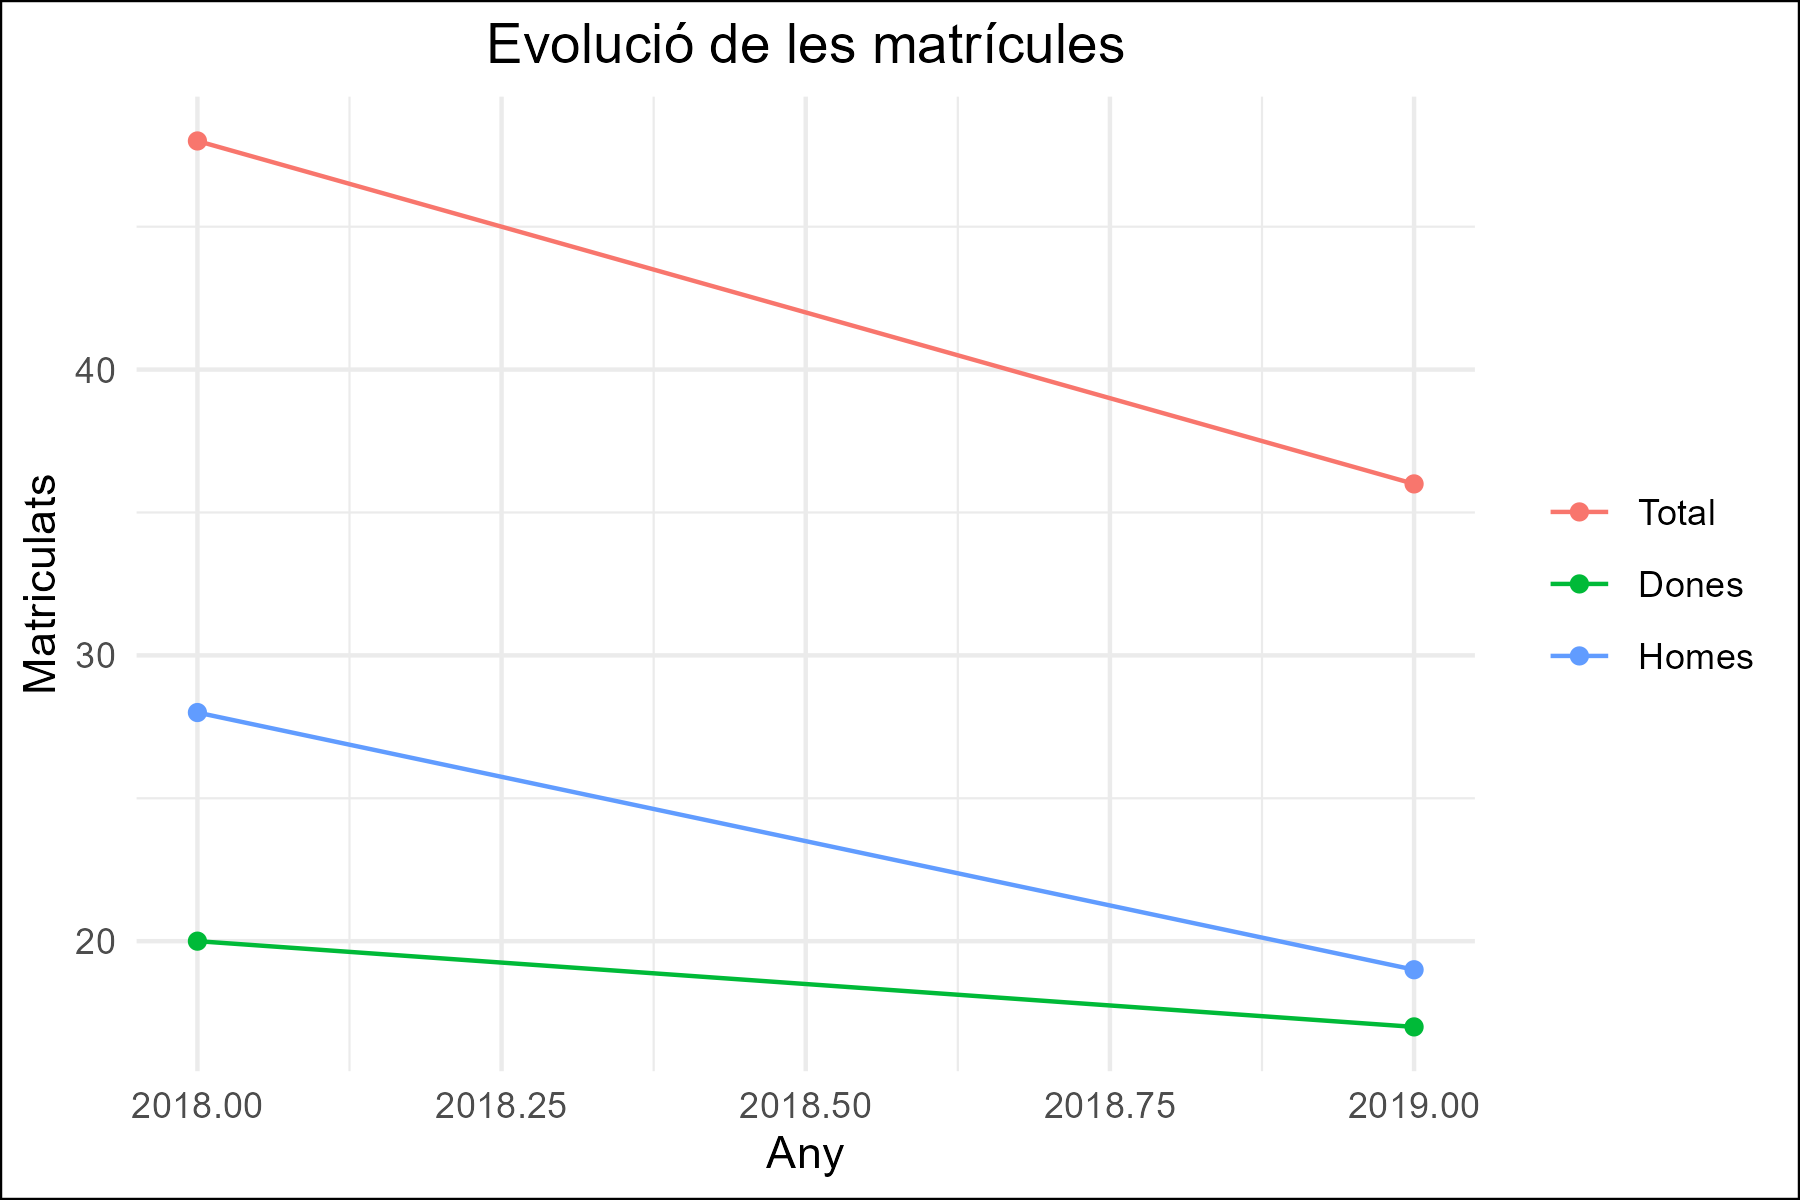 Evolució de les matrícules
Matriculats
40
30
20
2018.00
2018.25
2018.50
2018.75
2019.00
Any
Total
Dones
Homes